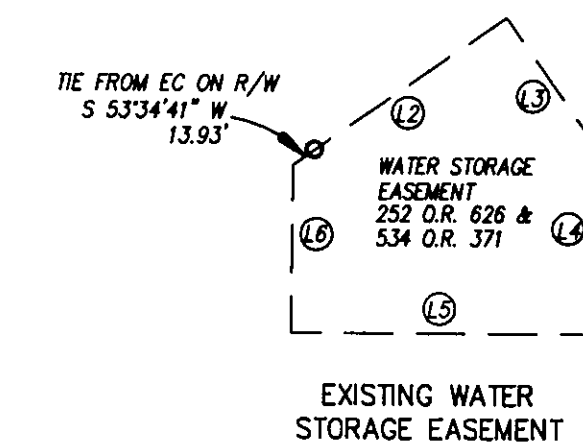 TIE FROM EC ON R/W
S 53°34'41" W
13.93'
L2
L3
WATER STORAGE
EASEMENT
252 O.R. 626 &
534 O.R. 371
L4
L6
L5
EXISTING WATER
STORAGE EASEMENT